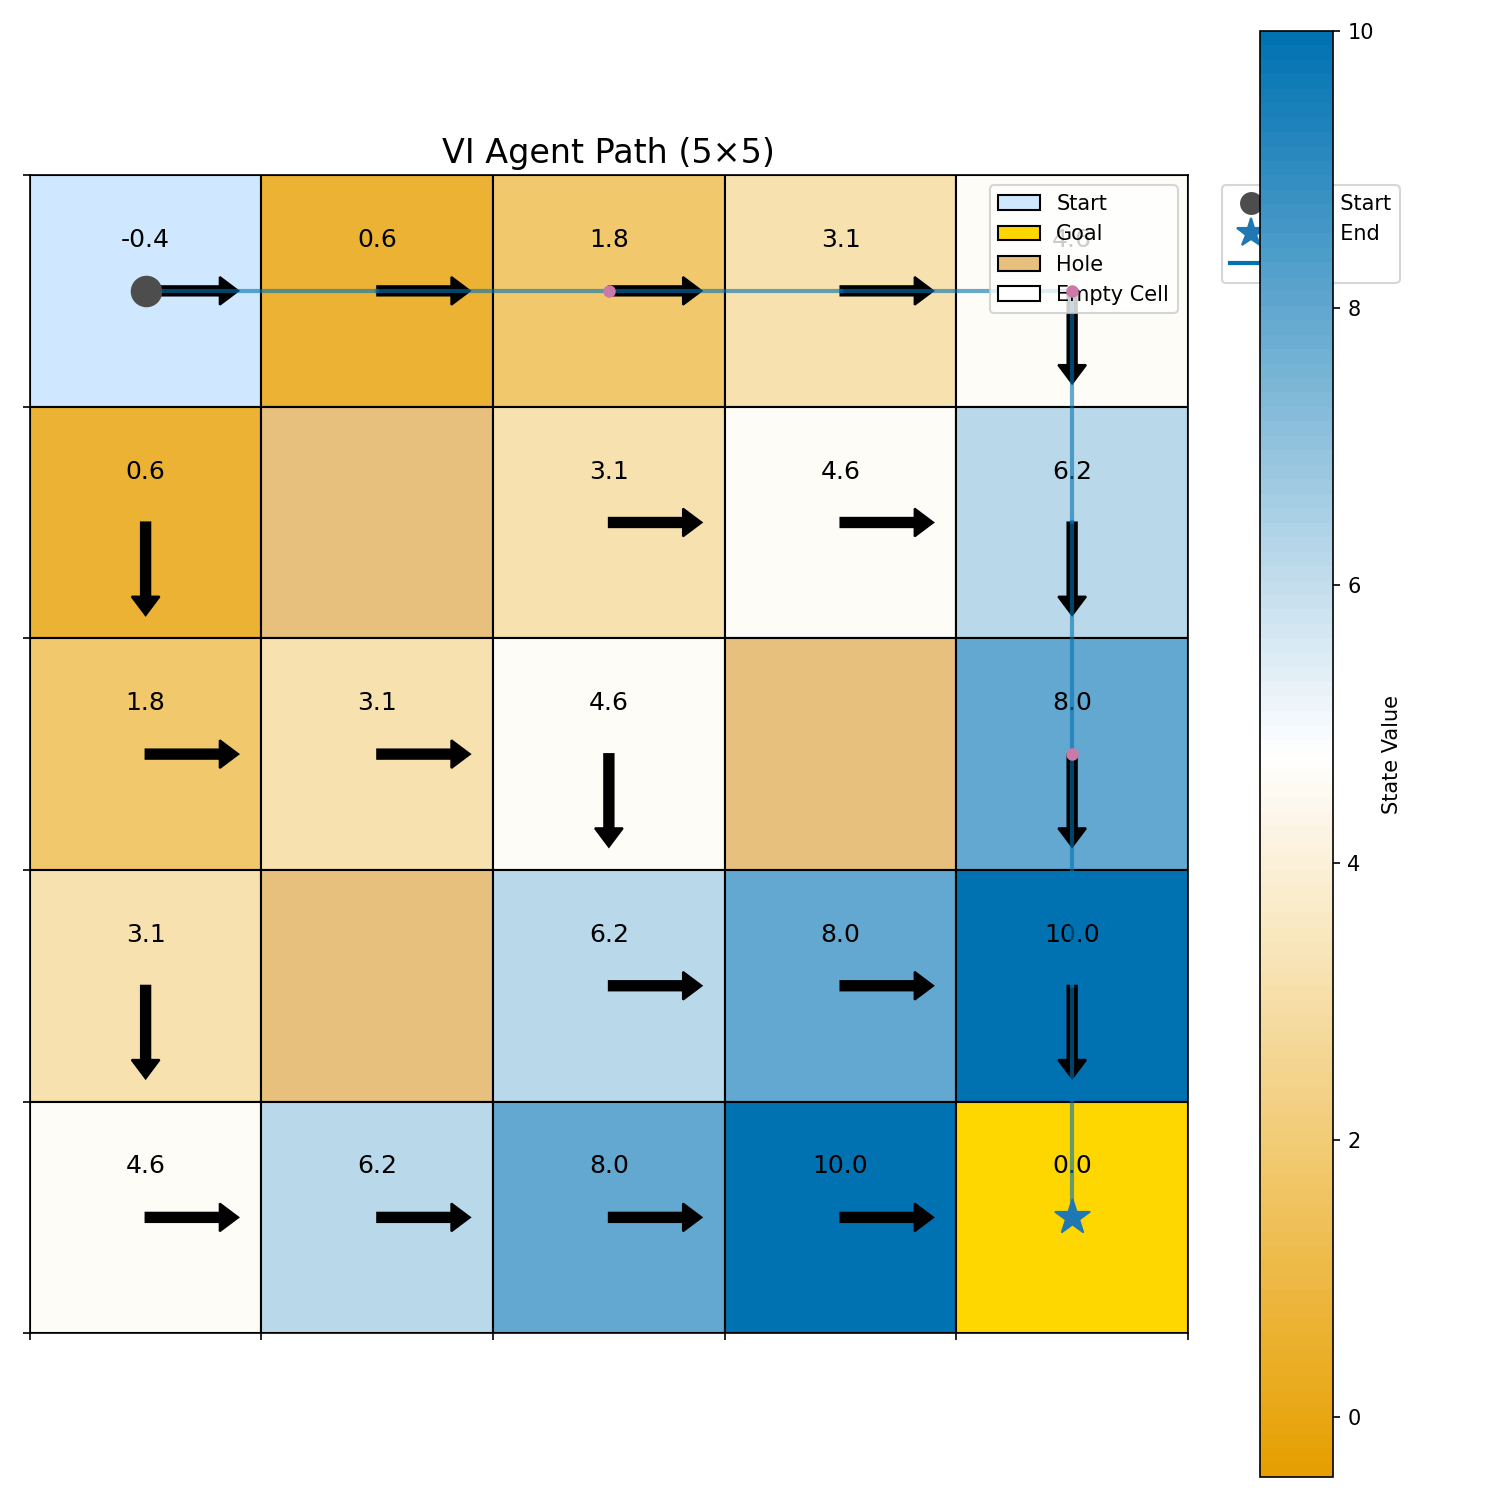 VI Agent Path (5×5)
-0.4 0.6 1.8 3.1 4.6
Start
Goal
Hole
Empty Cell
Start
End
0.6 3.1 4.6 6.2
1.8 3.1 4.6 8.0
3.1 6.2 8.0 10.0
4.6 6.2 8.0 10.0 0.0
10
8
6
4
2
0
State Value